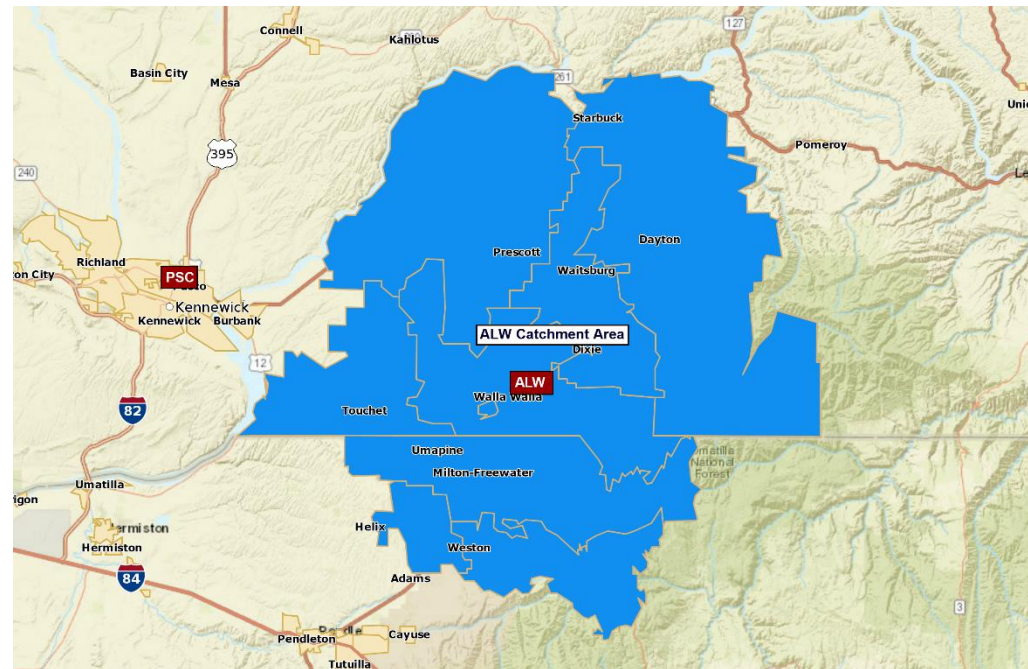 Connell
Kahlotus
127
Basin City
Mesa
261
Starbuck
395
Pomeroy
240
Richland
Prescott
Dayton
Waitsburg
PSC
Kennewick
Kennewick
Burbank
ALW Catchment Area
Dixie
12
ALW
Walla Walla
82
Touchet
Umapine
National
Forest
Milton-Freewater
Umatilla
Helix
Hermiston
Weston
84
Adams
3
Pendleton
Cayuse
Tutuilla